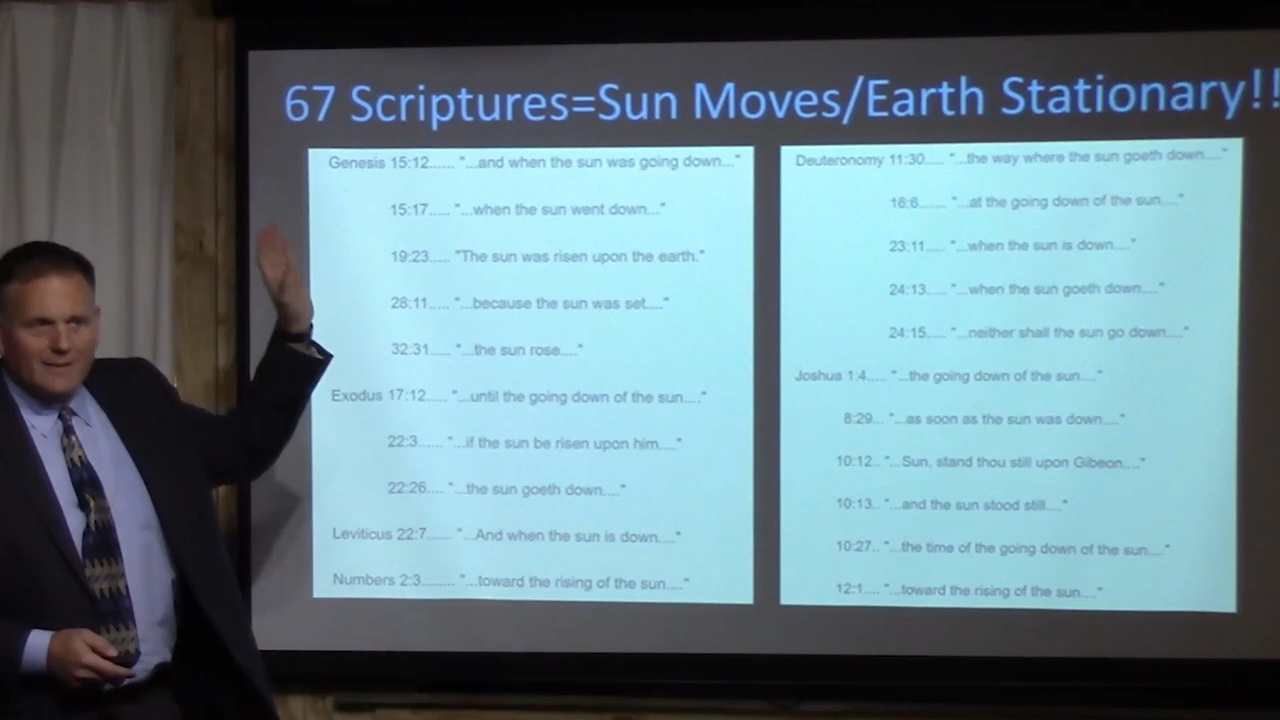 67 Scriptures=Sun Moves/Earth Stationary!!
Genesis 15:12...... "...and when the sun was going down..."
15:17..... "...when the sun went down..."
19:23..... "The sun was risen upon the earth."
28:11..... "...because the sun was set...."
32:31..... "...the sun rose...."
Exodus 17:12..... "...until the going down of the sun...."
22:3...... "...if the sun be risen upon him...."
22:26.... "...the sun goeth down...."
Leviticus 22:7...... "...And when the sun is down...."
Numbers 2:3........ "...toward the rising of the sun...."
Deuteronomy 11:30..... "...the way where the sun goeth down...."
16:6...... "...at the going down of the sun...."
23:11..... "...when the sun is down...."
24:13..... "...when the sun goeth down...."
24:15..... "...neither shall the sun go down...."
Joshua 1:4..... "...the going down of the sun...."
8:29... "...as soon as the sun was down...."
10:12.. "...Sun, stand thou still upon Gibeon...."
10:13.. "...and the sun stood still...."
10:27.. "...the time of the going down of the sun...."
12:1.... "...toward the rising of the sun...."